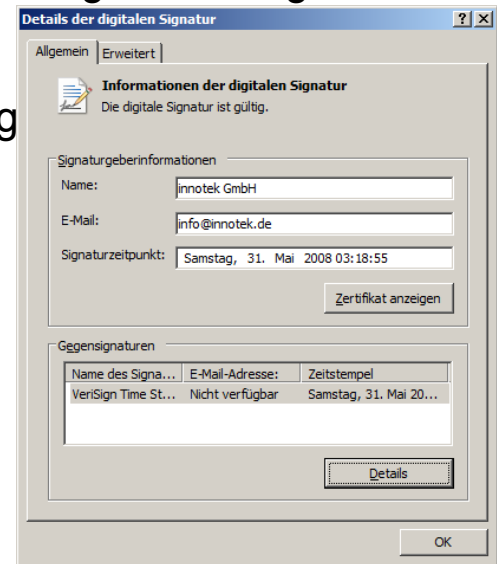 Details der digitalen Signatur
Allgemein Erweitert
Informationen der digitalen Signatur
Die digitale Signatur ist gültig.
g
Signaturgeberinformationen
Name: innotek GmbH
E-Mail: info@innotek.de
Signaturzeitpunkt: Samstag, 31. Mai 2008 03:18:55
Zertifikat anzeigen
Gegensignaturen
Name des Signa... E-Mail-Adresse: Zeitstempel
VeriSign Time St... Nicht verfügbar Samstag, 31. Mai 20...
Details
OK